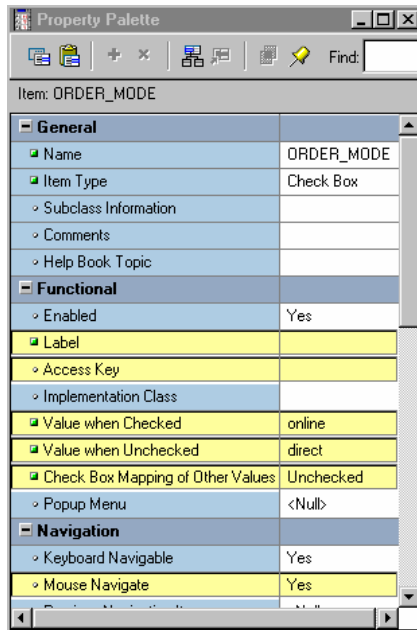 Property Palette
Find:
Item: ORDER_MODE
General
Name ORDER_MODE
Item Type Check Box
Subclass Information
Comments
Help Book Topic
Functional
Enabled Yes
Label
Access Key
Implementation Class
Value when Checked online
Value when Unchecked direct
Check Box Mapping of Other Values Unchecked
Popup Menu <Null>
Navigation
Keyboard Navigable Yes
Mouse Navigate Yes